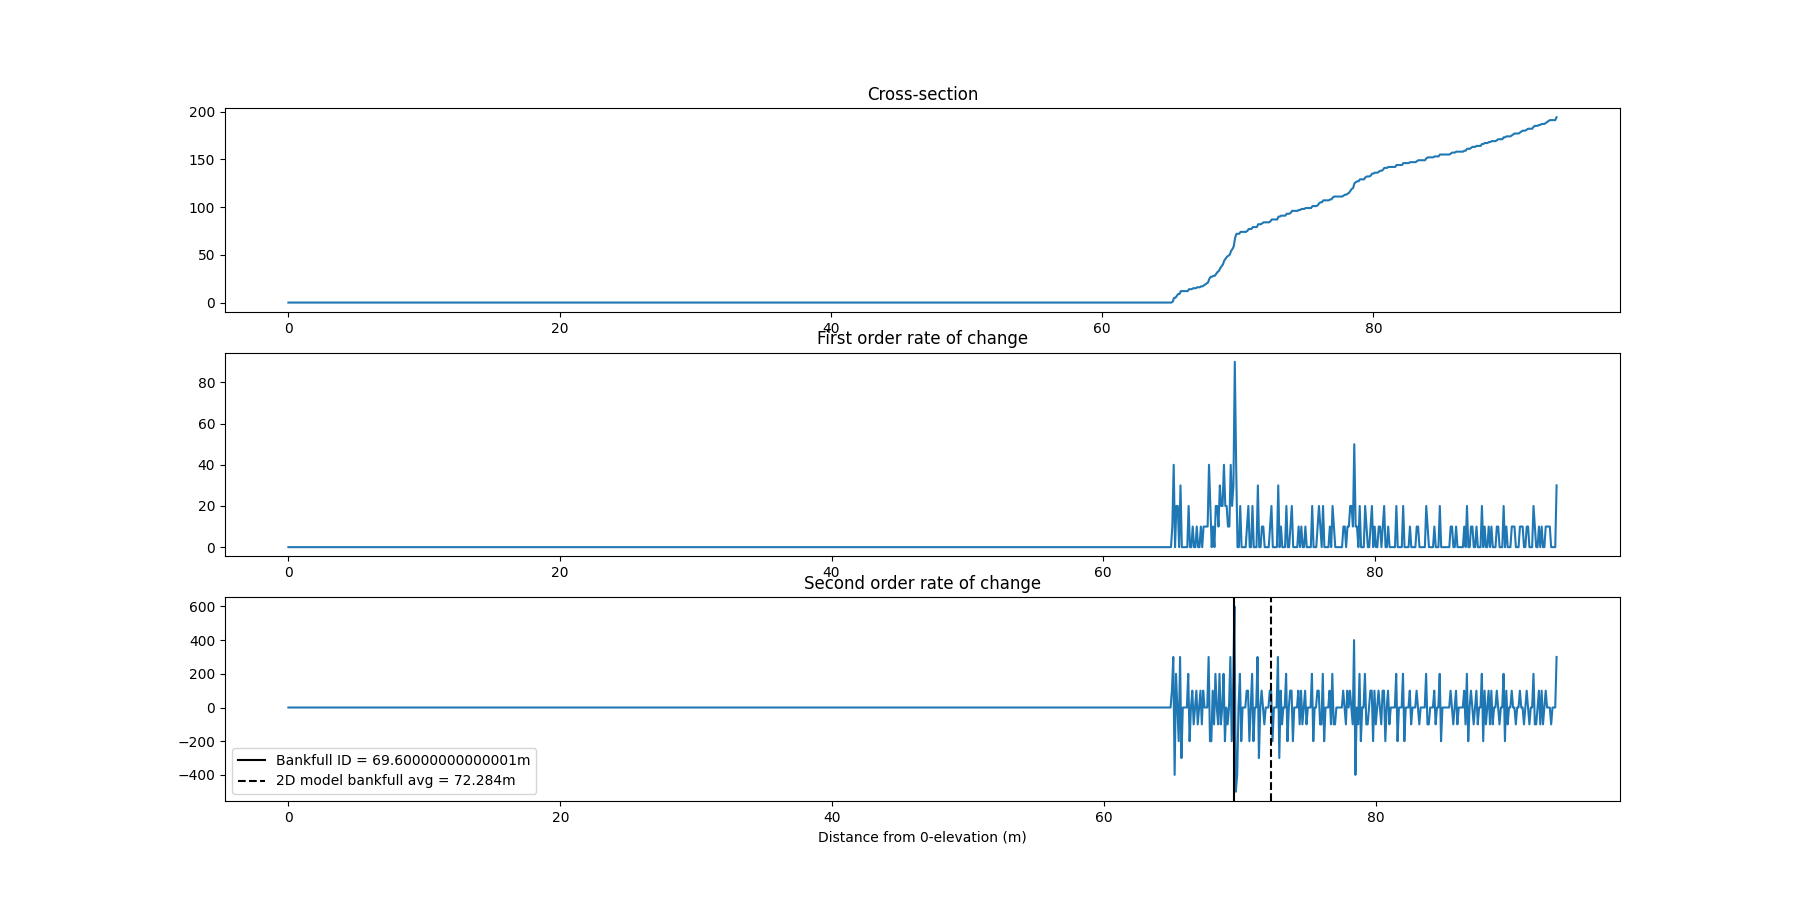 Cross-section
200
150
100
50
0
0 20 40 60 80
First order rate of change
80
60
40
20
0
0 20 40 60 80
Second order rate of change
600
400
200
0
−200
−400
Bankfull ID = 69.60000000000001m
2D model bankfull avg = 72.284m
0 20 40 60 80
Distance from 0-elevation (m)